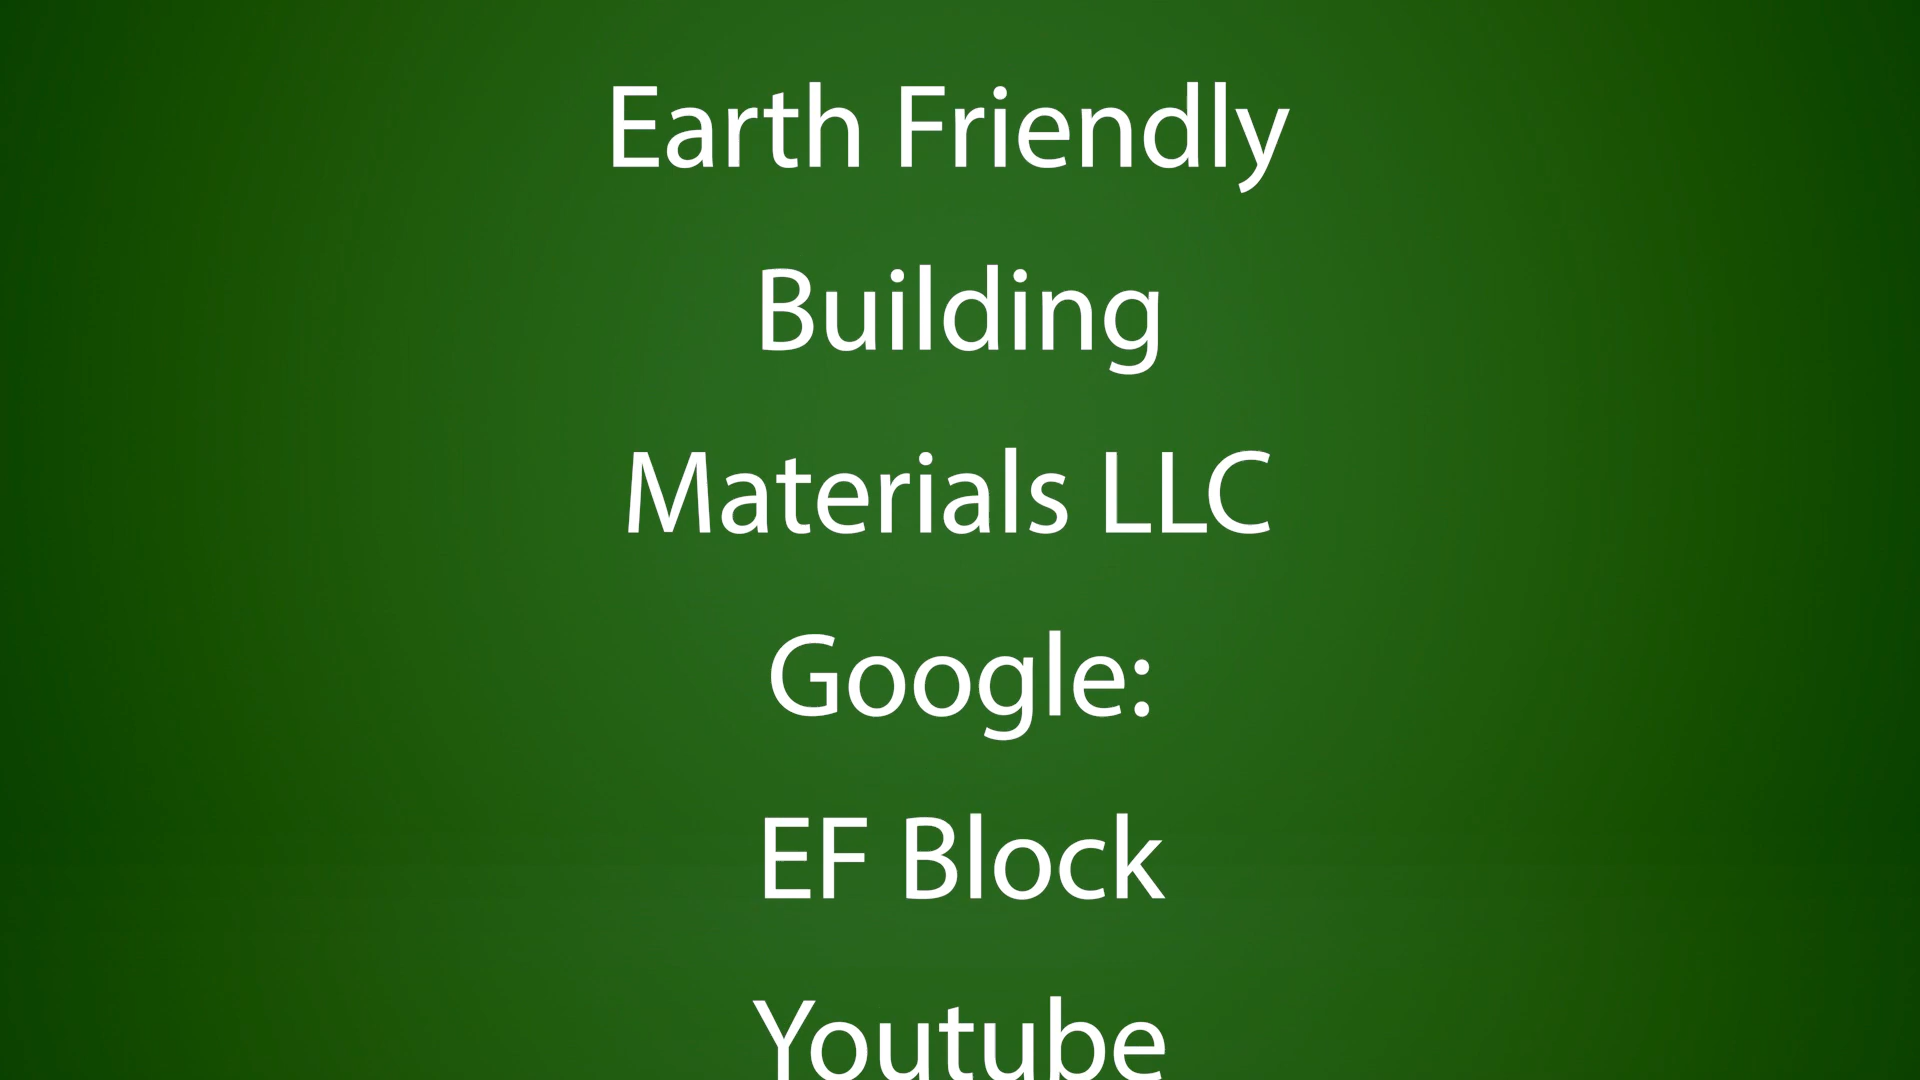 Earth Friendly
Building
Materials LLC
Google:
EF Block
Youtube